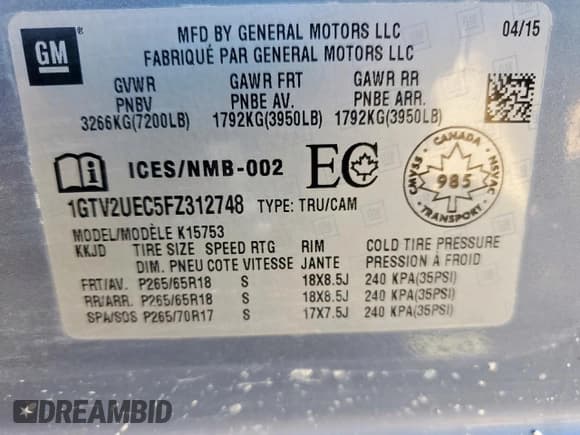 GM
MFD BY GENERAL MOTORS LLC 04/15
FABRIQUÉ PAR GENERAL MOTORS LLC
GVWR GAWR FRT GAWR RR
PNBV PNBE AV. PNBE ARR.
3266KG(7200LB) 1792KG(3950LB) 1792KG(3950LB)
i ICES/NMB-002 EC
CANADA CMVSS NSVAC 985 TRANSPORT
1GTV2UEC5FZ312748 TYPE: TRU/CAM
MODEL/MODÈLE K15753
KKJD TIRE SIZE SPEED RTG RIM COLD TIRE PRESSURE
DIM. PNEU COTE VITESSE JANTE PRESSION À FROID
FRT/AV. P265/65R18 S 18X8.5J 240 KPA(35PSI)
RR/ARR. P265/65R18 S 18X8.5J 240 KPA(35PSI)
SPA/SOS P265/70R17 S 17X7.5J 240 KPA(35PSI)
DREAMBID